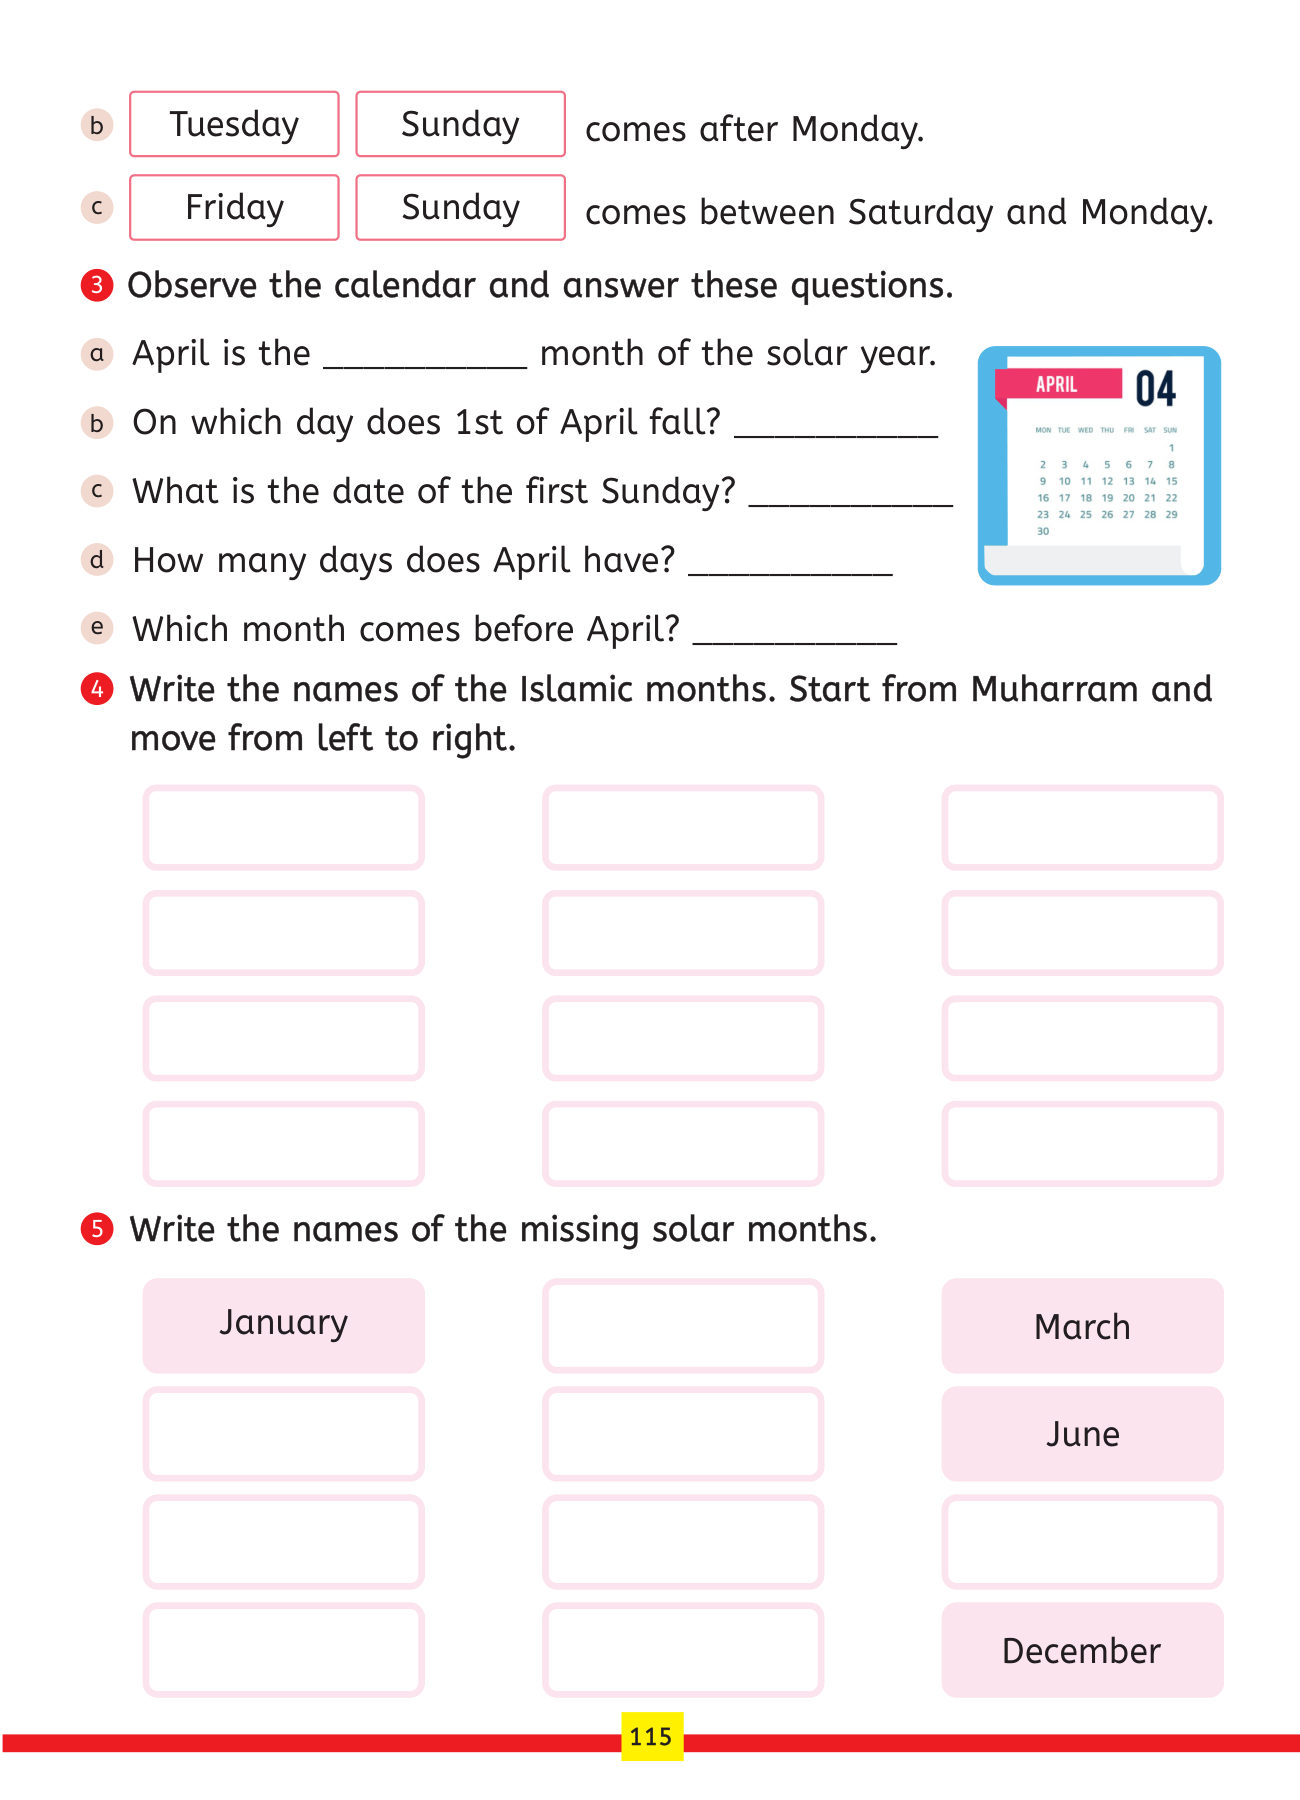 b Tuesday Sunday comes after Monday.
c Friday Sunday comes between Saturday and Monday.
3 Observe the calendar and answer these questions.
a April is the __________ month of the solar year.
b On which day does 1st of April fall? __________
c What is the date of the first Sunday? __________
d How many days does April have? __________
e Which month comes before April? __________
APRIL 04
MON TUE WED THU FRI SAT SUN
1
2 3 4 5 6 7 8
9 10 11 12 13 14 15
16 17 18 19 20 21 22
23 24 25 26 27 28 29
30
4 Write the names of the Islamic months. Start from Muharram and
move from left to right.
5 Write the names of the missing solar months.
January March
June
December
115